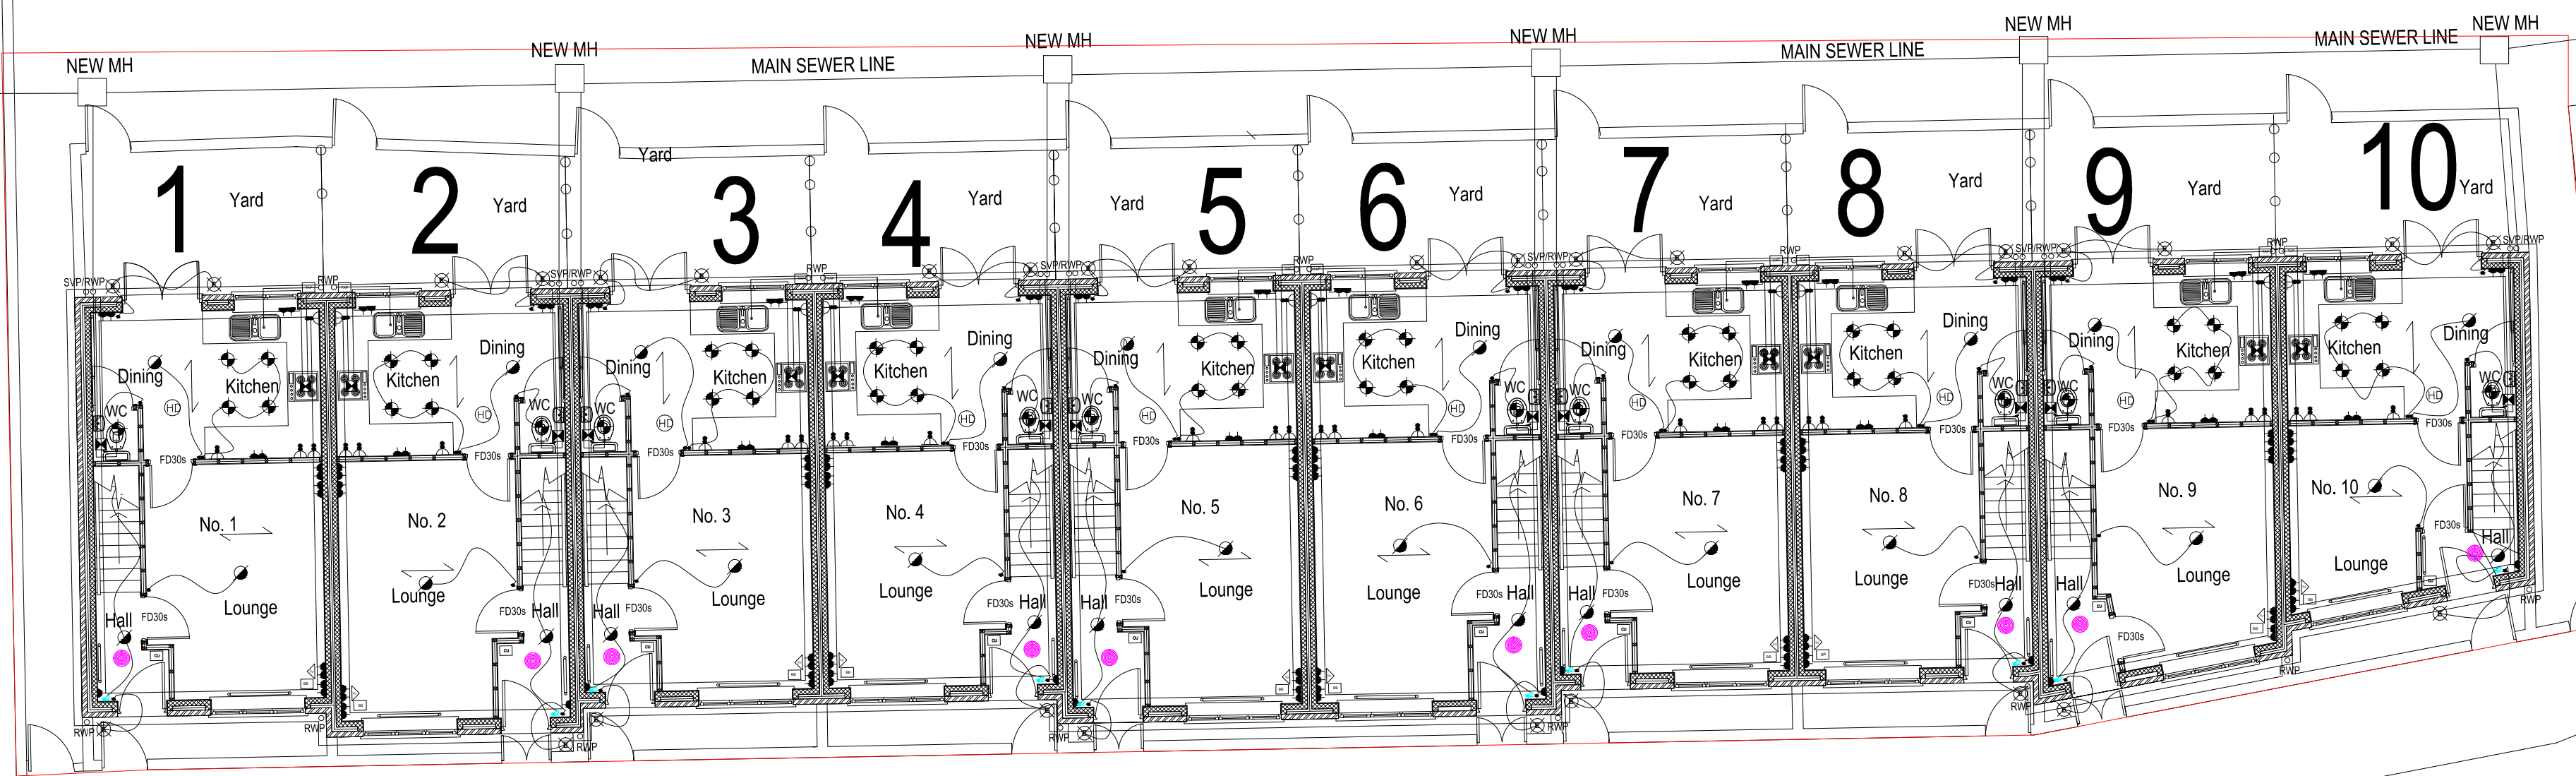 NEW MH
NEW MH
NEW MH
NEW MH
NEW MH
NEW MH
MAIN SEWER LINE
MAIN SEWER LINE
MAIN SEWER LINE
1
Yard
2
Yard
Yard
3
4
Yard
Yard
5
6
Yard
7
Yard
8
Yard
9
Yard
10
Yard
SVP/RWP
RWP
SVP/RWP
RWP
SVP/RWP
RWP
SVP/RWP
RWP
SVP/RWP
RWP
SVP/RWP
Dining
Kitchen
Kitchen
Dining
Dining
Kitchen
Kitchen
Dining
Dining
Kitchen
Kitchen
Dining
Dining
Kitchen
Kitchen
Dining
Dining
Kitchen
Kitchen
Dining
WC
HD
HD
WC
WC
HD
HD
WC
WC
HD
HD
WC
WC
HD
HD
WC
WC
HD
HD
WC
FD30s
FD30s
FD30s
FD30s
FD30s
FD30s
FD30s
FD30s
FD30s
FD30s
No. 1
No. 2
No. 3
No. 4
No. 5
No. 6
No. 7
No. 8
No. 9
No. 10
Lounge
Lounge
Lounge
Lounge
Lounge
Lounge
Lounge
Lounge
Lounge
Lounge
Hall
FD30s
FD30s
Hall
Hall
FD30s
FD30s
Hall
Hall
FD30s
FD30s
Hall
Hall
FD30s
FD30s
Hall
Hall
FD30s
FD30s
Hall
RWP
RWP
RWP
RWP
RWP
RWP
RWP
RWP